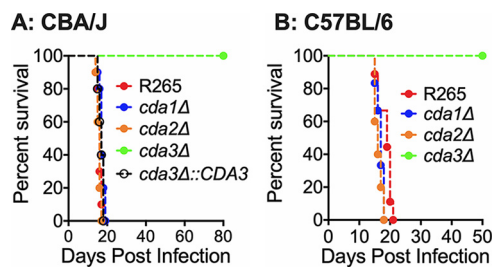 A: CBA/J
Percent survival
100
80
60
40
20
0
R265
cda1Δ
cda2Δ
cda3Δ
cda3Δ::CDA3
0 20 40 60 80
Days Post Infection
B: C57BL/6
Percent survival
100
80
60
40
20
0
R265
cda1Δ
cda2Δ
cda3Δ
0 10 20 30 40 50
Days Post Infection